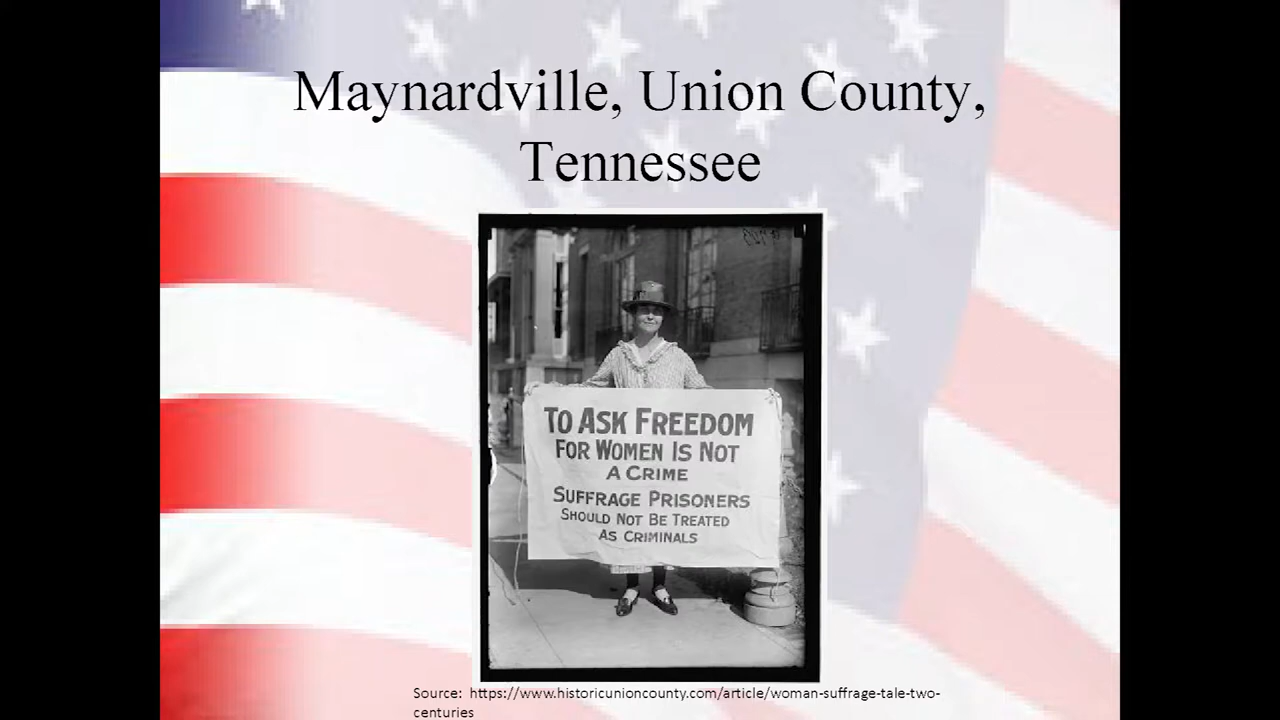 Maynardville, Union County,
Tennessee
TO ASK FREEDOM
FOR WOMEN IS NOT
A CRIME
SUFFRAGE PRISONERS
SHOULD NOT BE TREATED
AS CRIMINALS
Source: https://www.historicunioncounty.com/article/woman-suffrage-tale-two-
centuries